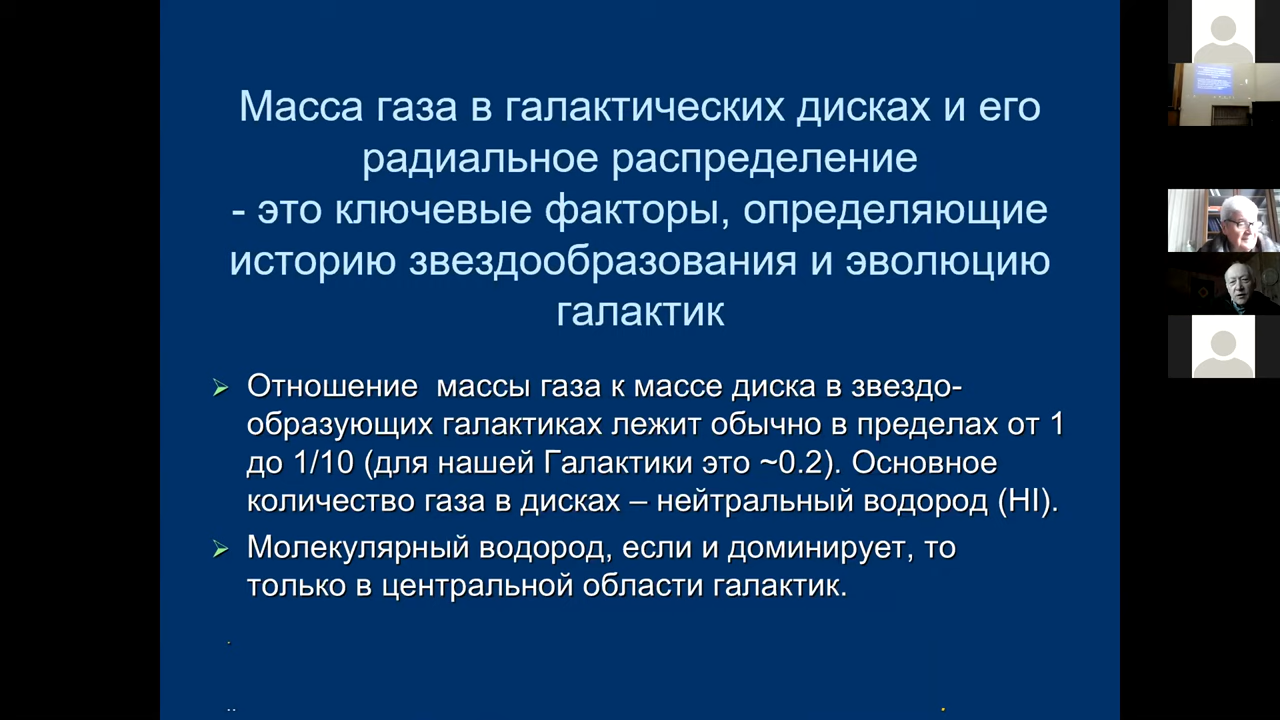 Масса газа в галактических дисках и его
радиальное распределение
- это ключевые факторы, определяющие
историю звездообразования и эволюцию
галактик
Отношение массы газа к массе диска в звездо-
образующих галактиках лежит обычно в пределах от 1
до 1/10 (для нашей Галактики это ~0.2). Основное
количество газа в дисках – нейтральный водород (HI).
Молекулярный водород, если и доминирует, то
только в центральной области галактик.
.
..
.